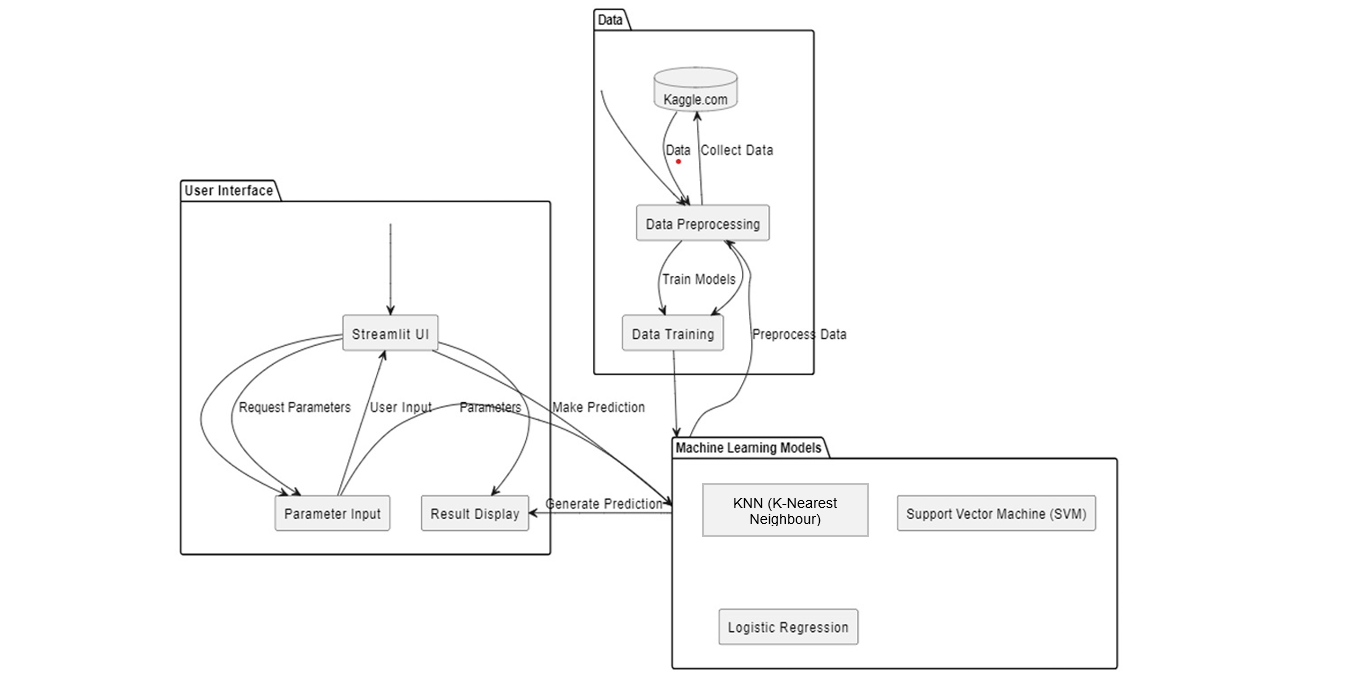 Data
Kaggle.com
Data
Collect Data
User Interface
Data Preprocessing
Train Models
Streamlit UI
Data Training
Preprocess Data
Request Parameters
User Input
Parameters
Make Prediction
Machine Learning Models
Generate Prediction
Parameter Input
Result Display
KNN (K-Nearest
Neighbour)
Support Vector Machine (SVM)
Logistic Regression